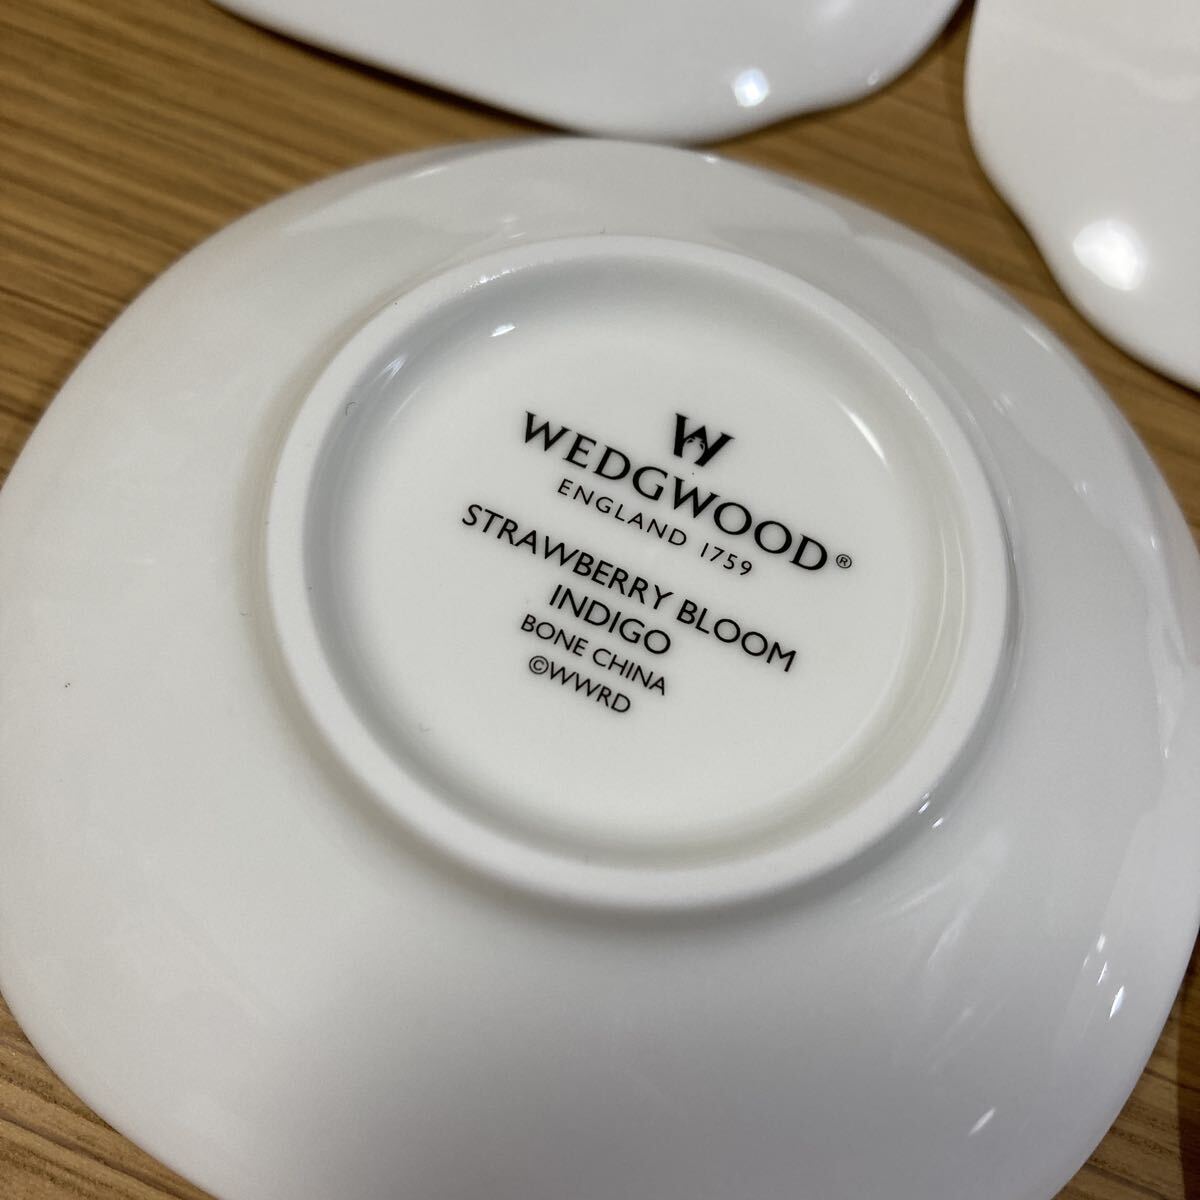 W
WEDGWOOD®
ENGLAND 1759
STRAWBERRY BLOOM
INDIGO
BONE CHINA
©WWRD